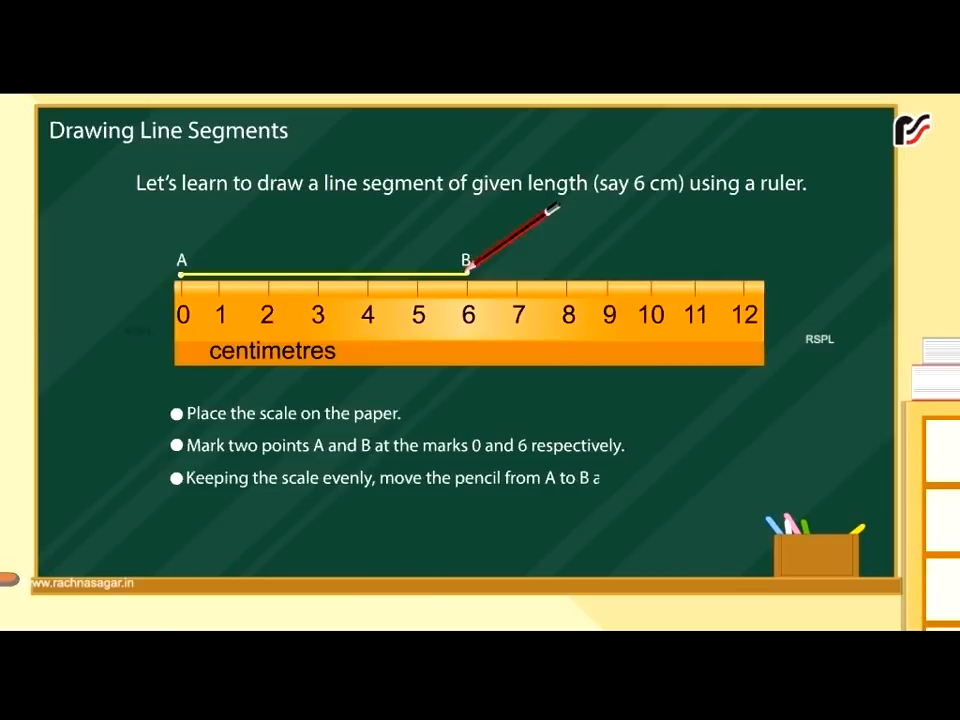 Drawing Line Segments
Let's learn to draw a line segment of given length (say 6 cm) using a ruler.
A B
0 1 2 3 4 5 6 7 8 9 10 11 12
centimetres
RSPL
Place the scale on the paper.
Mark two points A and B at the marks 0 and 6 respectively.
Keeping the scale evenly, move the pencil from A to B a
www.rachnasagar.in